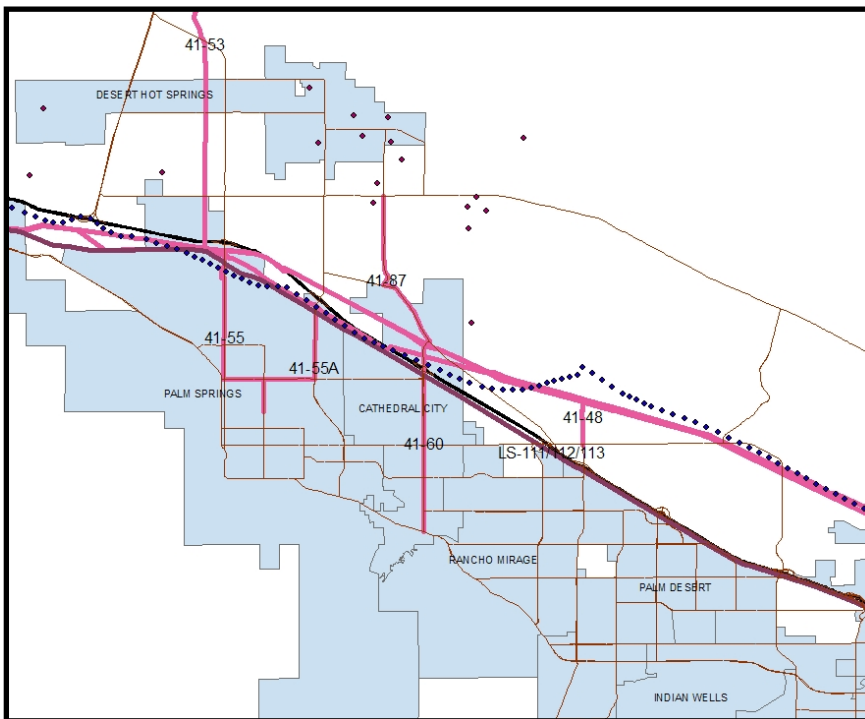 41-53
DESERT HOT SPRINGS
41-87
41-55
41-55A
PALM SPRINGS
CATHEDRAL CITY
41-48
41-60
LS-111/112/113
RANCHO MIRAGE
PALM DESERT
INDIAN WELLS